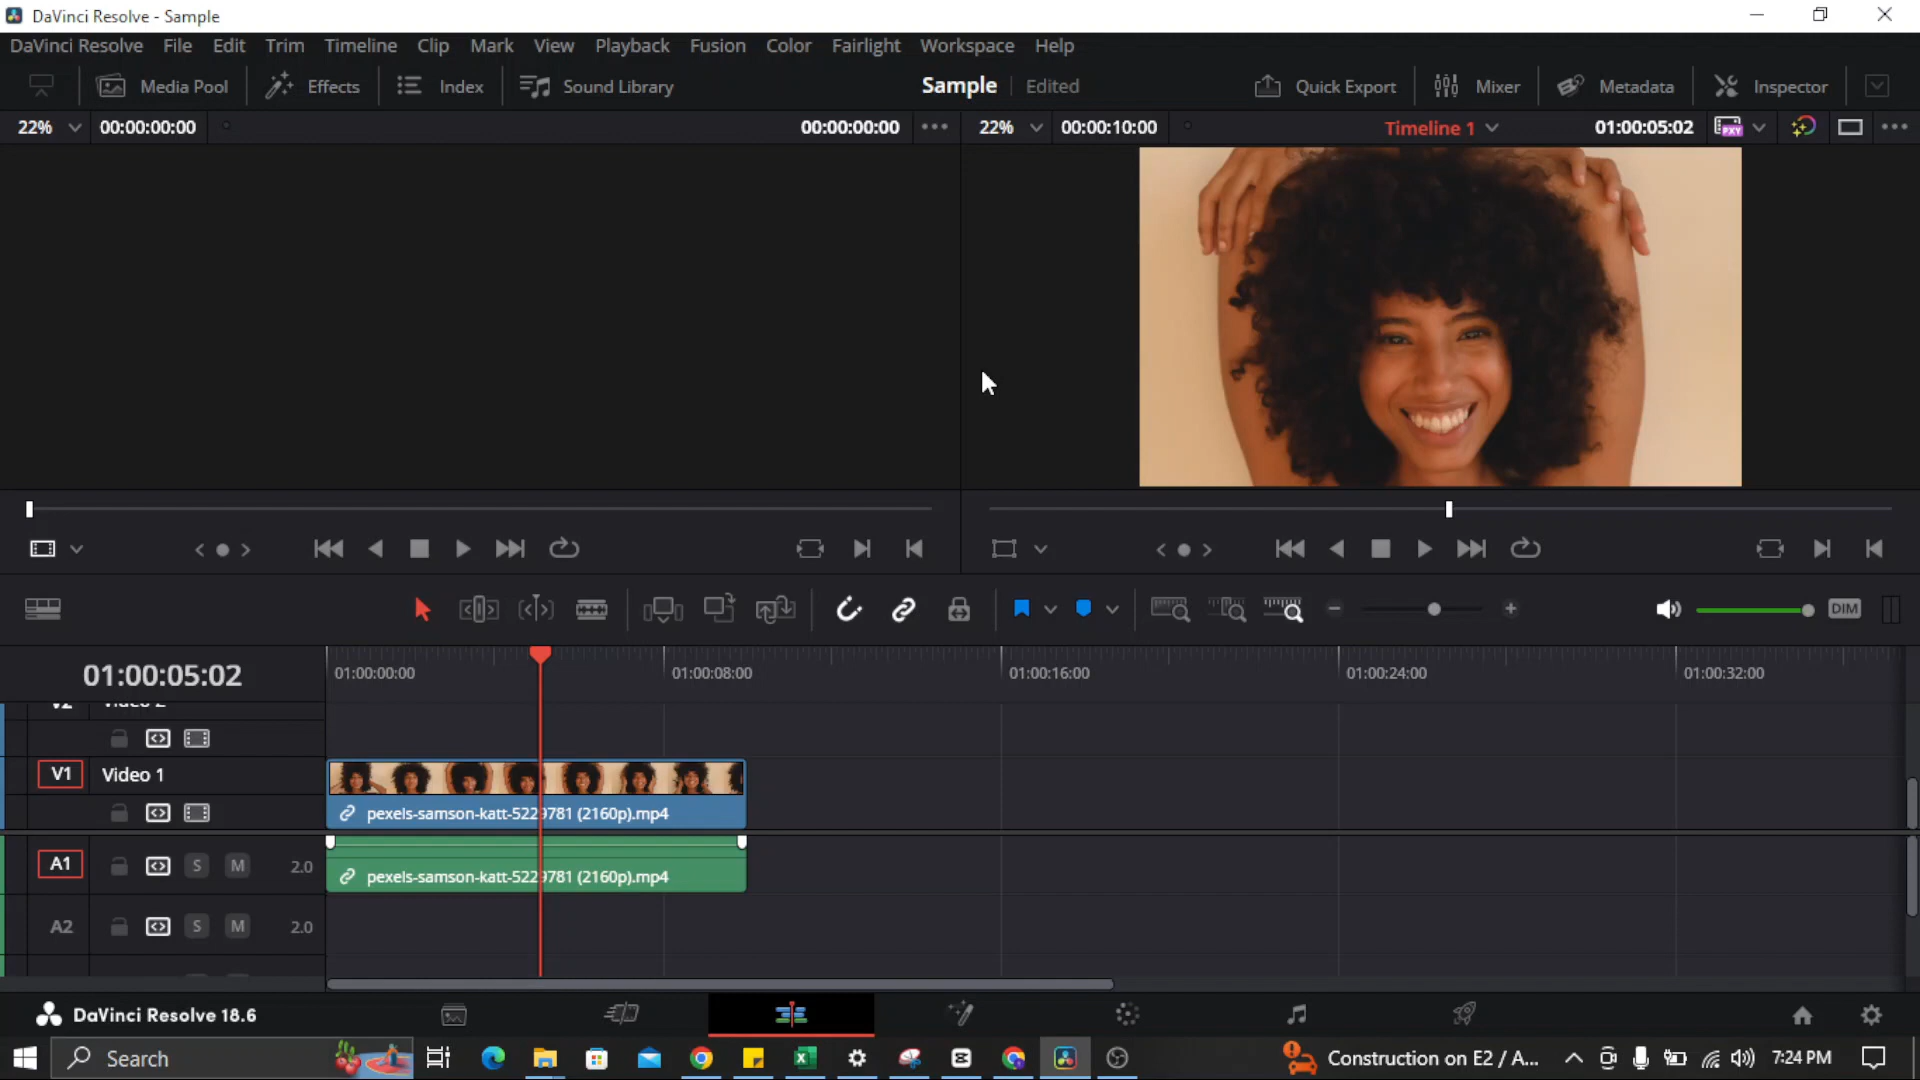 DaVinci Resolve - Sample
DaVinci Resolve File Edit Trim Timeline Clip Mark View Playback Fusion Color Fairlight Workspace Help
Media Pool Effects Index Sound Library Sample Edited Quick Export Mixer Metadata Inspector
22% 00:00:00:00 00:00:00:00 22% 00:00:10:00 Timeline 1 01:00:05:02 PXY
DIM
01:00:05:02 01:00:00:00 01:00:08:00 01:00:16:00 01:00:24:00 01:00:32:00
V2 Video 2
V1 Video 1
pexels-samson-katt-5229781 (2160p).mp4
A1 S M 2.0
pexels-samson-katt-5229781 (2160p).mp4
A2 S M 2.0
DaVinci Resolve 18.6
Search Construction on E2 / A... 7:24 PM